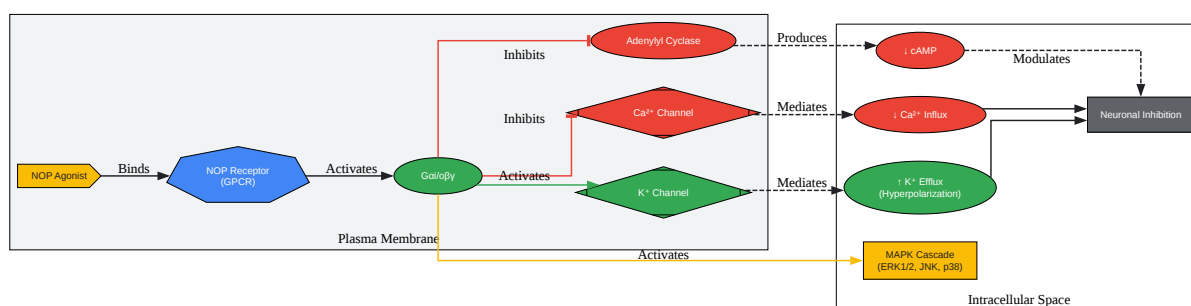 Adenylyl Cyclase
Produces
↓ cAMP
Inhibits
Modulates
Ca²⁺ Channel
Mediates
↓ Ca²⁺ Influx
Neuronal Inhibition
Inhibits
NOP Agonist
Binds
NOP Receptor
(GPCR)
Activates
Gαi/oβγ
Activates
K⁺ Channel
Mediates
↑ K⁺ Efflux
(Hyperpolarization)
Plasma Membrane
Activates
MAPK Cascade
(ERK1/2, JNK, p38)
Intracellular Space